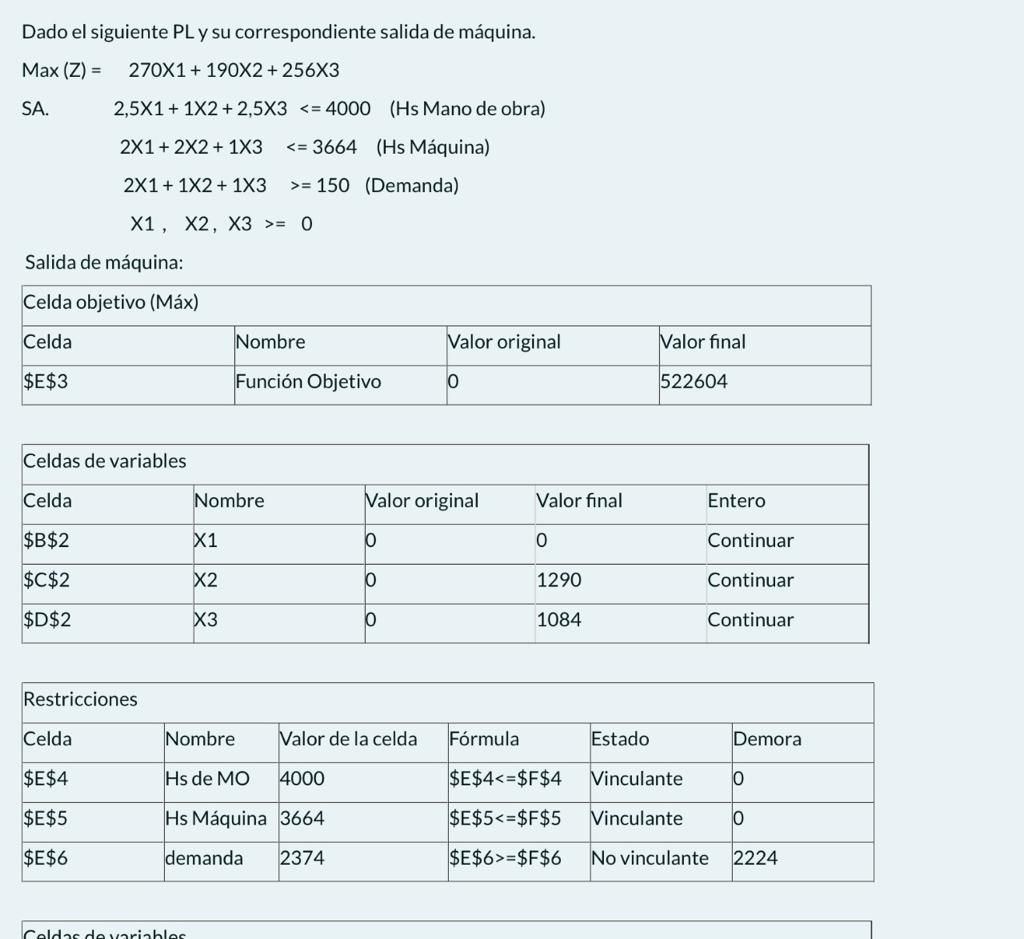 Dado el siguiente PL y su correspondiente salida de máquina.
Max (Z) = 270X1 + 190X2 + 256X3
SA. 2,5X1 + 1X2 + 2,5X3 <= 4000 (Hs Mano de obra)
2X1 + 2X2 + 1X3 <= 3664 (Hs Máquina)
2X1 + 1X2 + 1X3 >= 150 (Demanda)
X1 , X2, X3 >= 0
Salida de máquina:
Celda objetivo (Máx)
Celda Nombre Valor original Valor final
$E$3 Función Objetivo 0 522604
Celdas de variables
Celda Nombre Valor original Valor final Entero
$B$2 X1 0 0 Continuar
$C$2 X2 0 1290 Continuar
$D$2 X3 0 1084 Continuar
Restricciones
Celda Nombre Valor de la celda Fórmula Estado Demora
$E$4 Hs de MO 4000 $E$4<=$F$4 Vinculante 0
$E$5 Hs Máquina 3664 $E$5<=$F$5 Vinculante 0
$E$6 demanda 2374 $E$6>=$F$6 No vinculante 2224
Celdas de variables